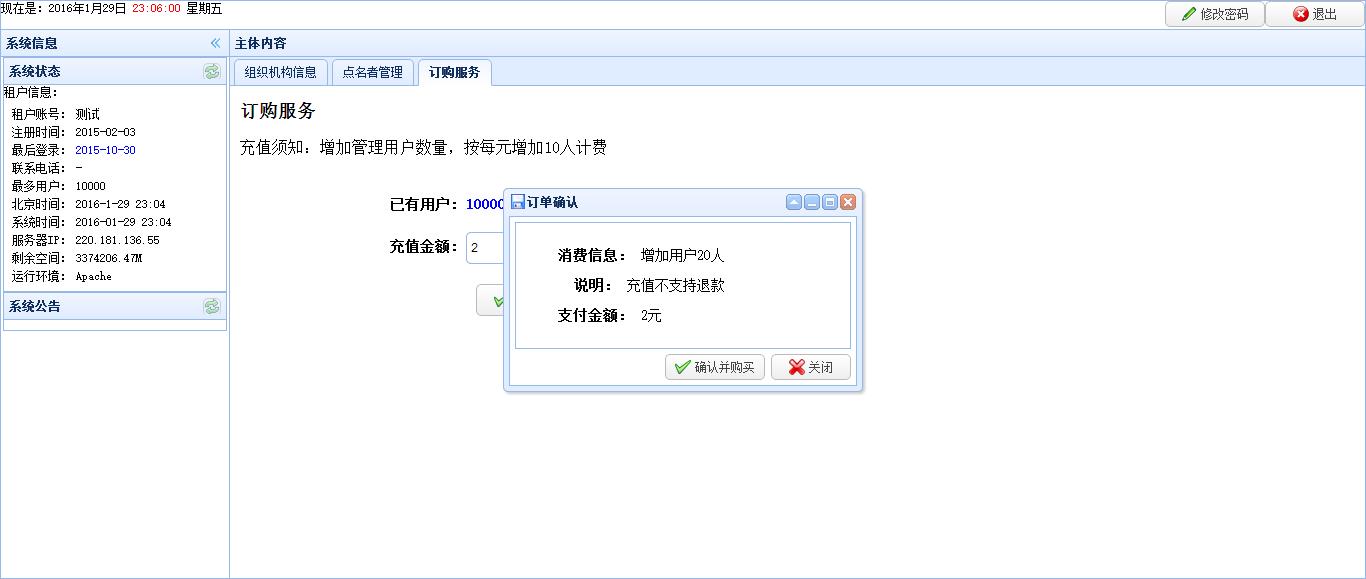 现在是：2016年1月29日 23:06:00 星期五
修改密码
退出
系统信息
主体内容
系统状态
组织机构信息
点名者管理
订购服务
租户信息：
租户账号： 测试
注册时间： 2015-02-03
最后登录： 2015-10-30
联系电话： -
最多用户： 10000
北京时间： 2016-1-29 23:04
系统时间： 2016-01-29 23:04
服务器IP： 220.181.136.55
剩余空间： 3374206.47M
运行环境： Apache
系统公告
订购服务
充值须知：增加管理用户数量，按每元增加10人计费
已有用户：10000
充值金额：2
订单确认
消费信息： 增加用户20人
说明： 充值不支持退款
支付金额： 2元
确认并购买
关闭